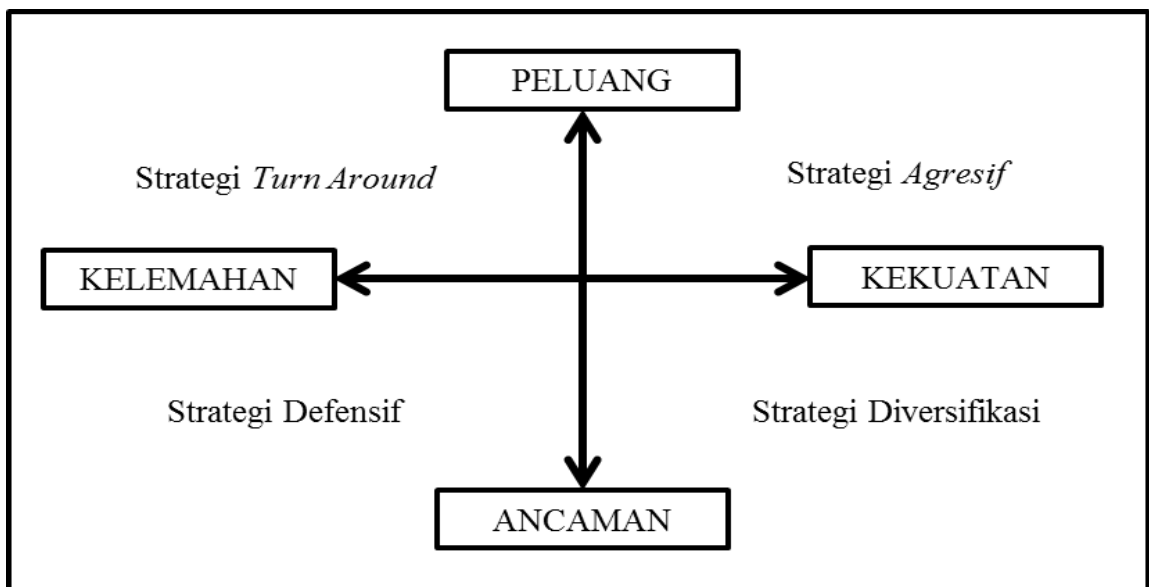 PELUANG
Strategi Turn Around
Strategi Agresif
KELEMAHAN
KEKUATAN
Strategi Defensif
Strategi Diversifikasi
ANCAMAN